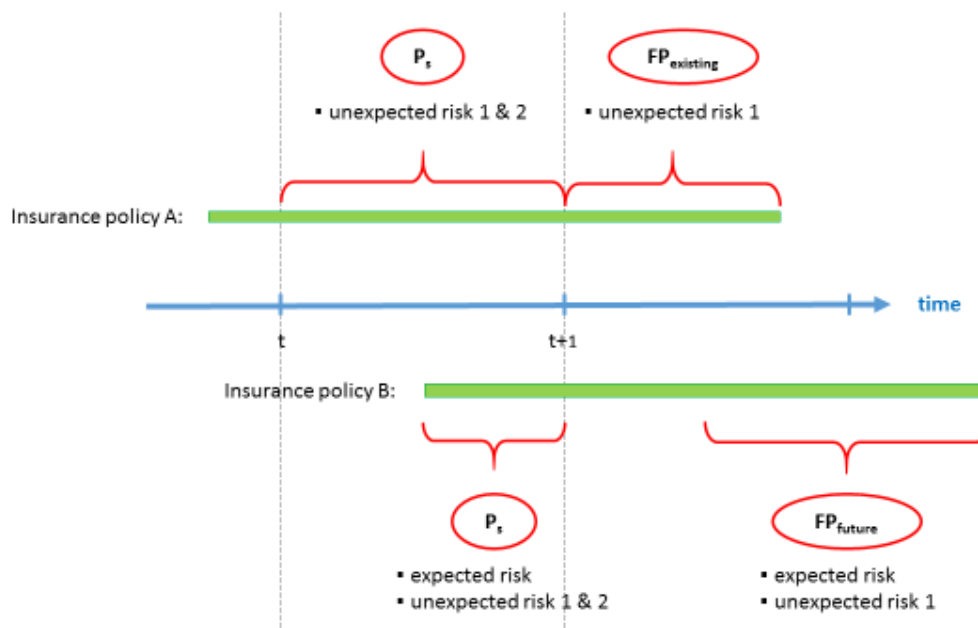 Pₛ
FPexisting
▪ unexpected risk 1 & 2
▪ unexpected risk 1
Insurance policy A:
time
t
t+1
Insurance policy B:
Pₛ
FPfuture
▪ expected risk
▪ unexpected risk 1 & 2
▪ expected risk
▪ unexpected risk 1